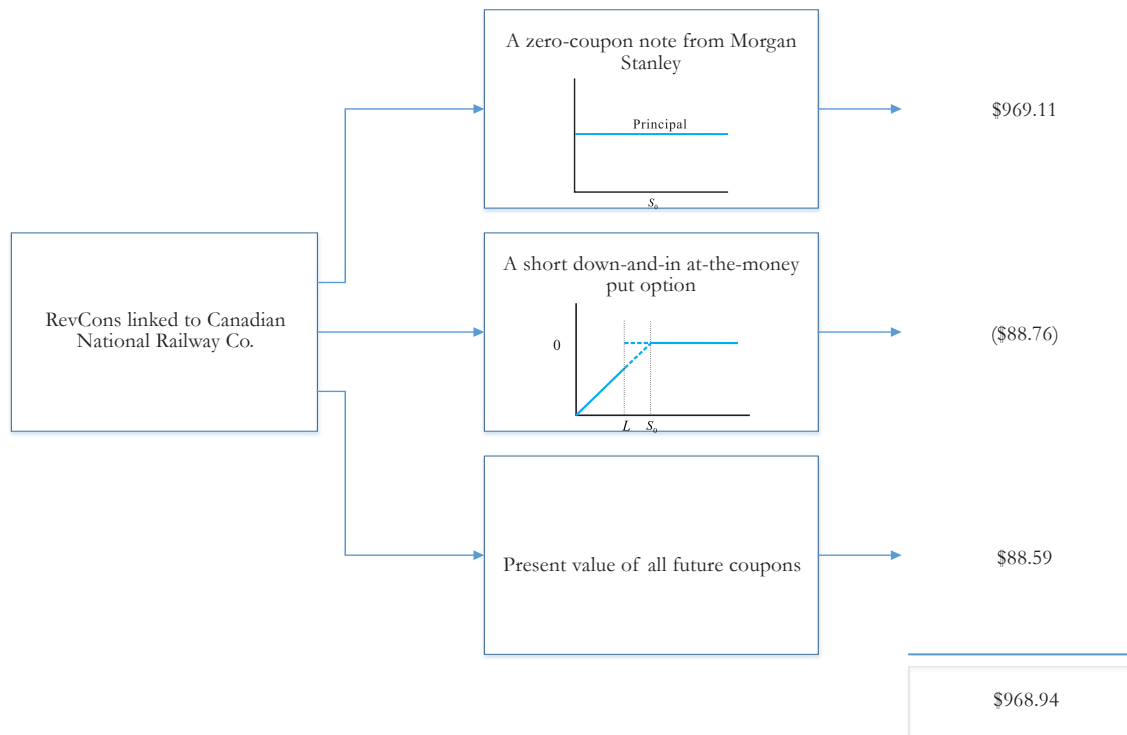 A zero-coupon note from Morgan
Stanley
Principal
S₀
$969.11
RevCons linked to Canadian
National Railway Co.
A short down-and-in at-the-money
put option
0
L S₀
($88.76)
Present value of all future coupons
$88.59
$968.94